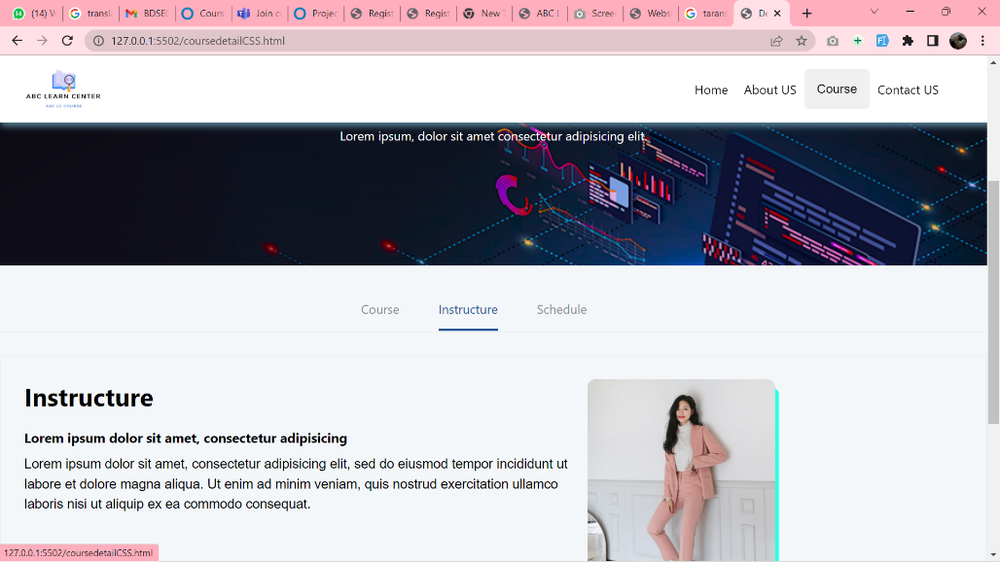 (14) W
transl
BDSE
Cours
Join c
Projec
Regist
Regist
New T
ABC L
Scree
Websi
tarans
De
127.0.0.1:5502/coursedetailCSS.html
ABC LEARN CENTER
ABC LE COURSE
Home
About US
Course
Contact US
Lorem ipsum, dolor sit amet consectetur adipisicing elit.
Course
Instructure
Schedule
Instructure
Lorem ipsum dolor sit amet, consectetur adipisicing
Lorem ipsum dolor sit amet, consectetur adipisicing elit, sed do eiusmod tempor incididunt ut
labore et dolore magna aliqua. Ut enim ad minim veniam, quis nostrud exercitation ullamco
laboris nisi ut aliquip ex ea commodo consequat.
127.0.0.1:5502/coursedetailCSS.html